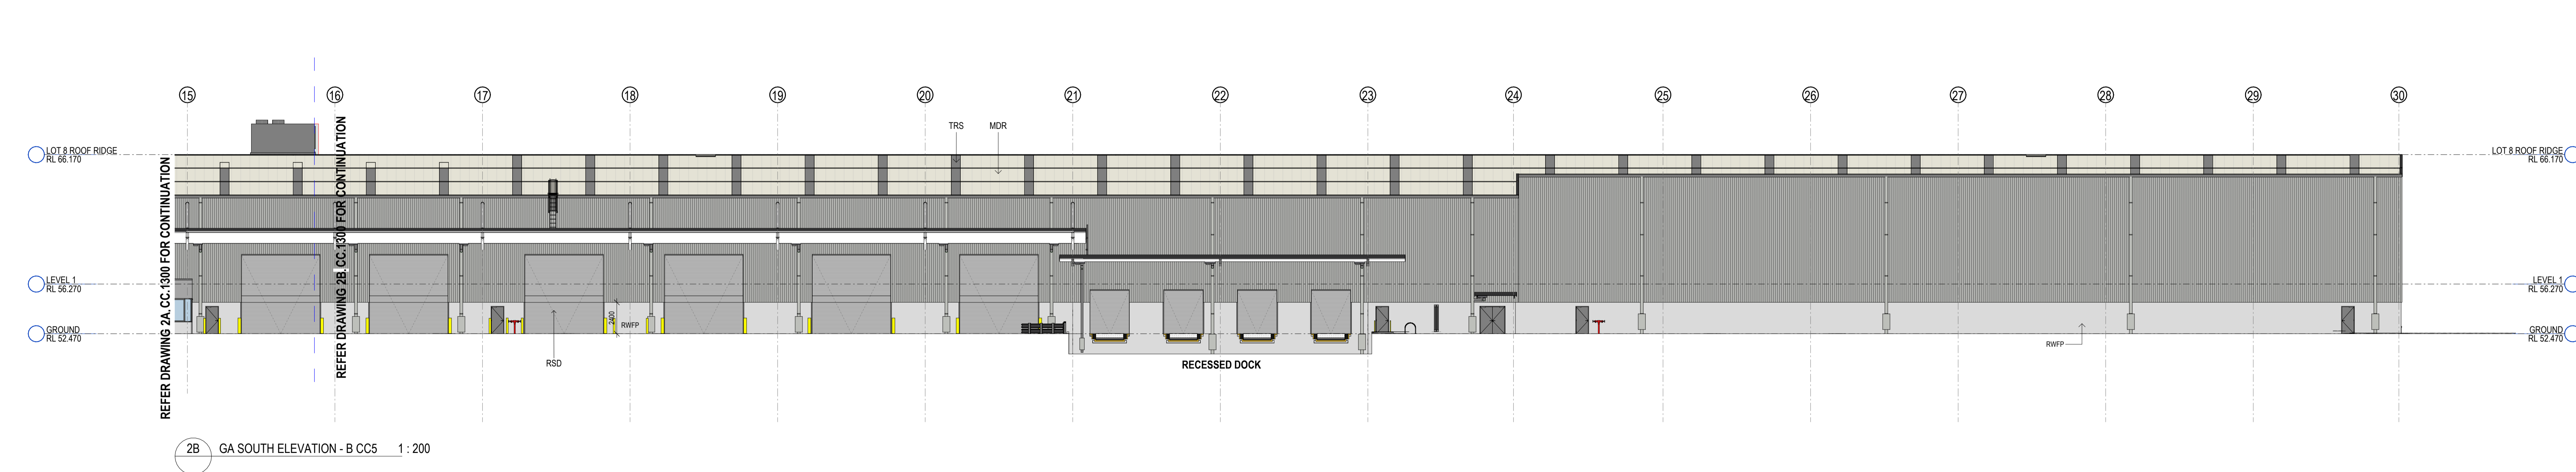 15
16
17
18
19
20
21
22
23
24
25
26
27
28
29
30
TRS
MDR
LOT 8 ROOF RIDGE
RL 66.170
LOT 8 ROOF RIDGE
RL 66.170
REFER DRAWING 2A. CC.1300 FOR CONTINUATION
REFER DRAWING 2B. CC.1300 FOR CONTINUATION
LEVEL 1
RL 56.270
LEVEL 1
RL 56.270
2400
RWFP
GROUND
RL 52.470
GROUND
RL 52.470
RWFP
RSD
RECESSED DOCK
2B
GA SOUTH ELEVATION - B CC5
1 : 200